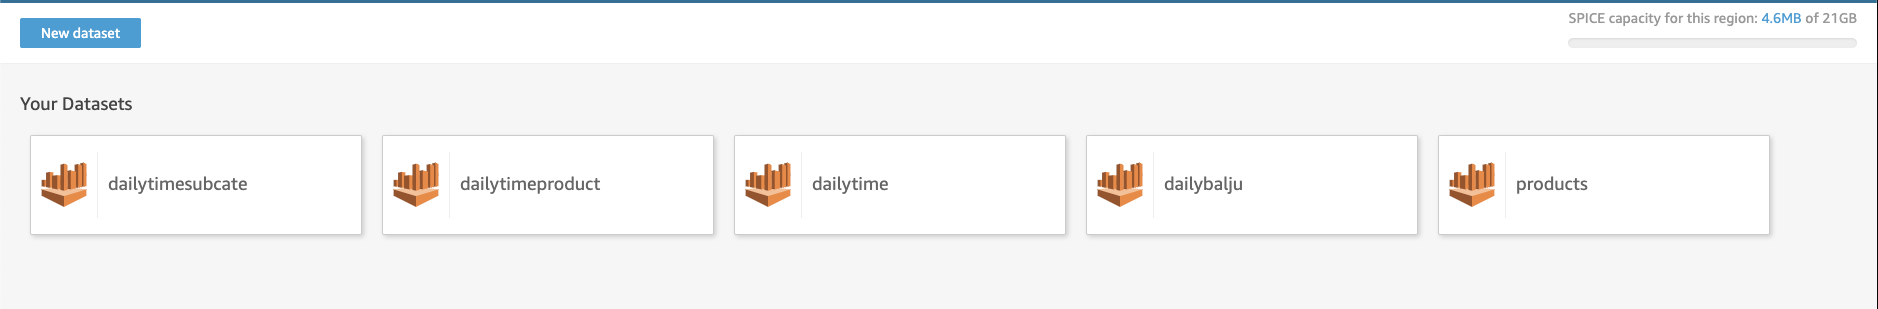 New dataset
SPICE capacity for this region: 4.6MB of 21GB
Your Datasets
dailytimesubcate
dailytimeproduct
dailytime
dailybalju
products